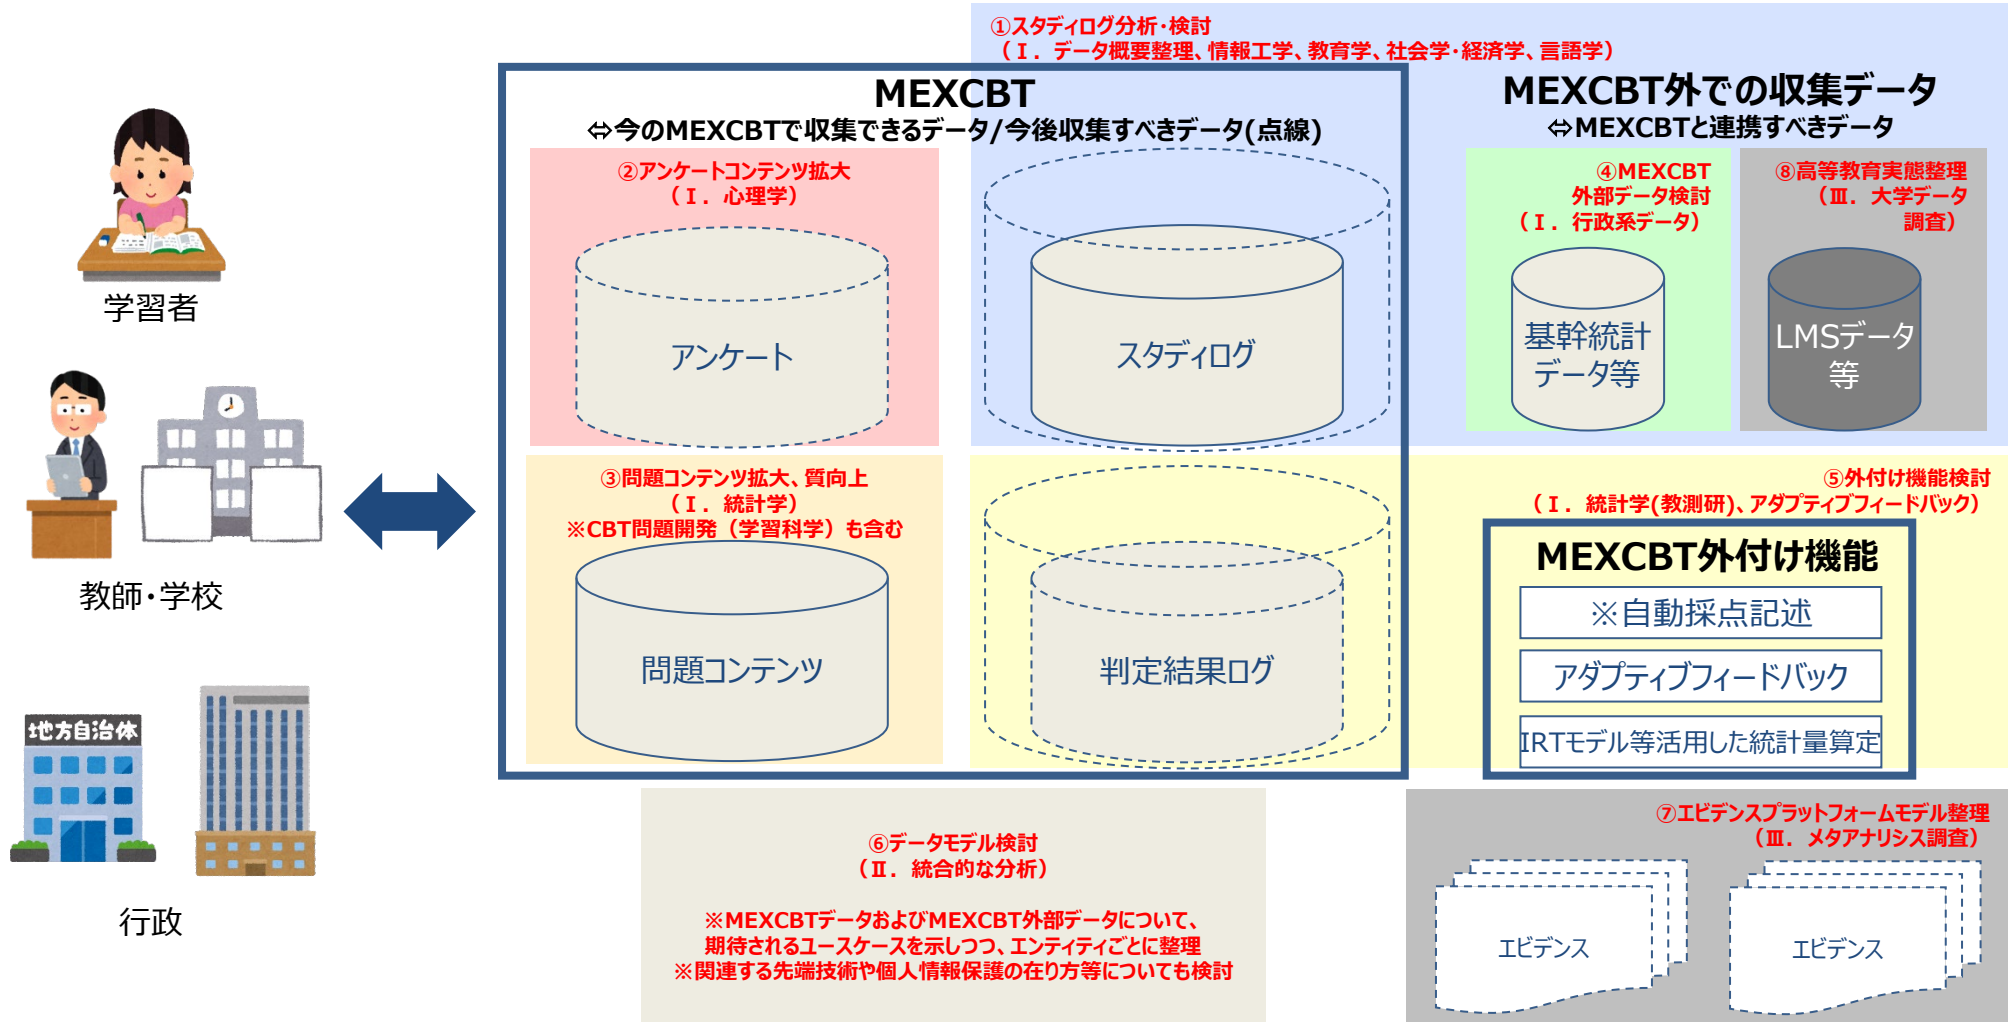 ①スタディログ分析・検討
(Ⅰ. データ概要整理、情報工学、教育学、社会学・経済学、言語学)
MEXCBT
⇔今のMEXCBTで収集できるデータ/今後収集すべきデータ(点線)
MEXCBT外での収集データ
⇔MEXCBTと連携すべきデータ
学習者
②アンケートコンテンツ拡大
(Ⅰ. 心理学)
アンケート
スタディログ
④MEXCBT
外部データ検討
(Ⅰ. 行政系データ)
基幹統計
データ等
⑧高等教育実態整理
(Ⅲ. 大学データ
調査)
LMSデータ
等
教師・学校
③問題コンテンツ拡大、質向上
(Ⅰ. 統計学)
※CBT問題開発（学習科学）も含む
問題コンテンツ
判定結果ログ
⑤外付け機能検討
(Ⅰ. 統計学(教測研)、アダプティブフィードバック)
MEXCBT外付け機能
※自動採点記述
アダプティブフィードバック
IRTモデル等活用した統計量算定
地方自治体
行政
⑥データモデル検討
(Ⅱ. 統合的な分析)
※MEXCBTデータおよびMEXCBT外部データについて、
期待されるユースケースを示しつつ、エンティティごとに整理
※関連する先端技術や個人情報保護の在り方等についても検討
⑦エビデンスプラットフォームモデル整理
(Ⅲ. メタアナリシス調査)
エビデンス
エビデンス